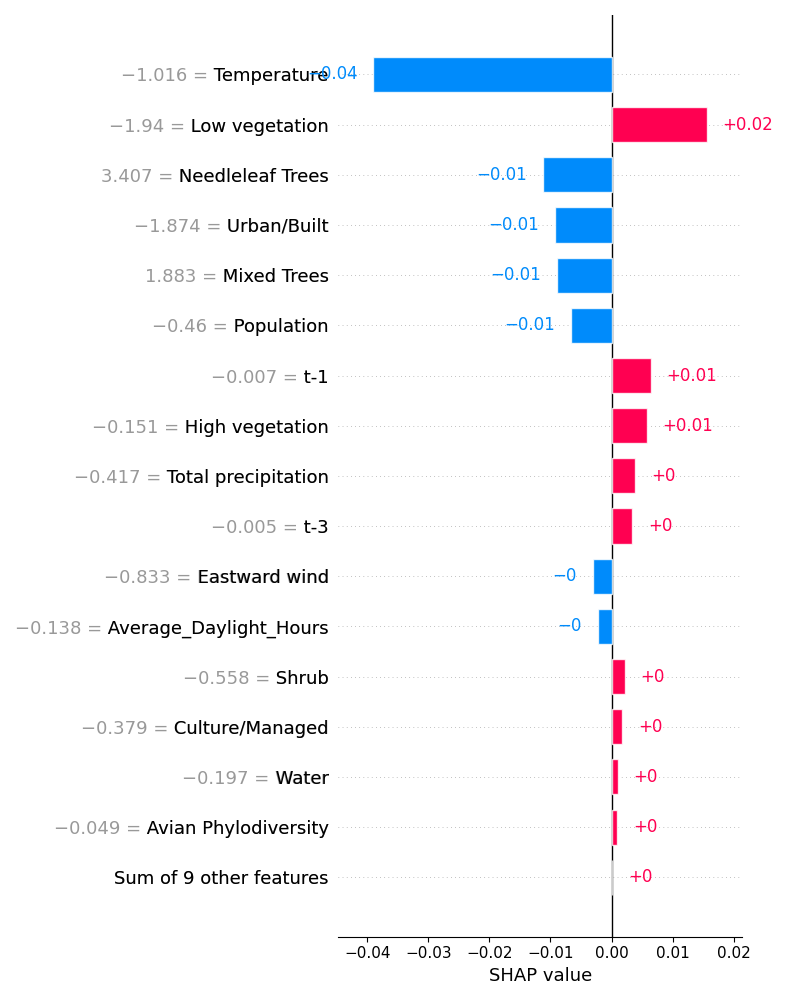 −1.016 = Temperature −0.04
−1.94 = Low vegetation +0.02
3.407 = Needleleaf Trees −0.01
−1.874 = Urban/Built −0.01
1.883 = Mixed Trees −0.01
−0.46 = Population −0.01
−0.007 = t-1 +0.01
−0.151 = High vegetation +0.01
−0.417 = Total precipitation +0
−0.005 = t-3 +0
−0.833 = Eastward wind −0
−0.138 = Average_Daylight_Hours −0
−0.558 = Shrub +0
−0.379 = Culture/Managed +0
−0.197 = Water +0
−0.049 = Avian Phylodiversity +0
Sum of 9 other features +0
−0.04 −0.03 −0.02 −0.01 0.00 0.01 0.02
SHAP value